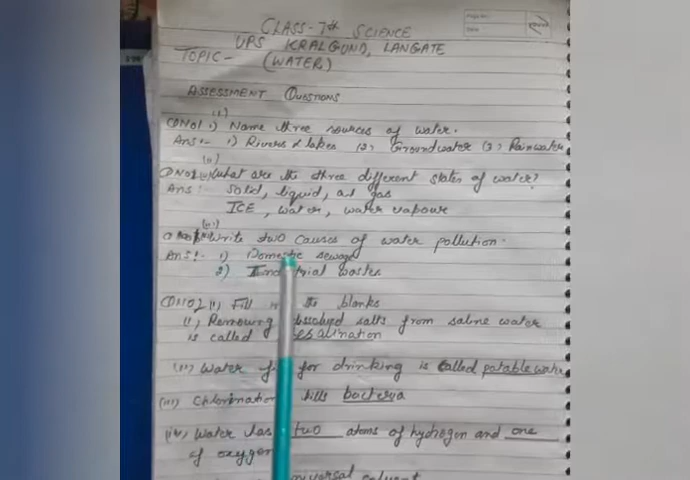 CLASS- 7th SCIENCE
UPS KRALGUND, LANGATE
TOPIC- (WATER)
ASSESSMENT QUESTIONS
(i)
QNo1 i) Name three sources of water.
Ans:- 1) Rivers & lakes (2) Groundwater (3) Rainwater
(ii)
What are the three different states of water?
Ans:- Solid, liquid, and gas
ICE, water, water vapour
(iii)
Write two causes of water pollution.
Ans:- 1) Domestic sewage
2) Industrial wastes
QNO2 (i) Fill the blanks
(i) Removing dissolved salts from saline water
is called desalination
(ii) Water for drinking is called potable water
(iii) Chlorination kills bacteria
(iv) Water has two atoms of hydrogen and one
of oxygen
universal solvent